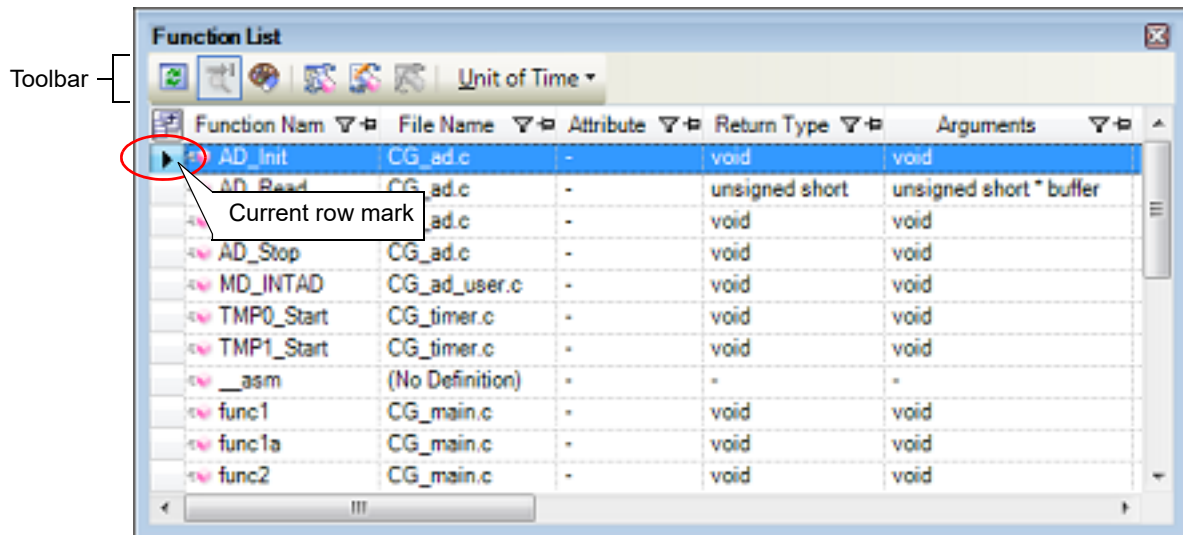 Function List
Toolbar
Unit of Time
Function Nam File Name Attribute Return Type Arguments
AD_Init CG_ad.c - void void
AD_Read CG_ad.c - unsigned short unsigned short * buffer
Current row mark
ad.c - void void
AD_Stop CG_ad.c - void void
MD_INTAD CG_ad_user.c - void void
TMP0_Start CG_timer.c - void void
TMP1_Start CG_timer.c - void void
__asm (No Definition) - - -
func1 CG_main.c - void void
func1a CG_main.c - void void
func2 CG_main.c - void void